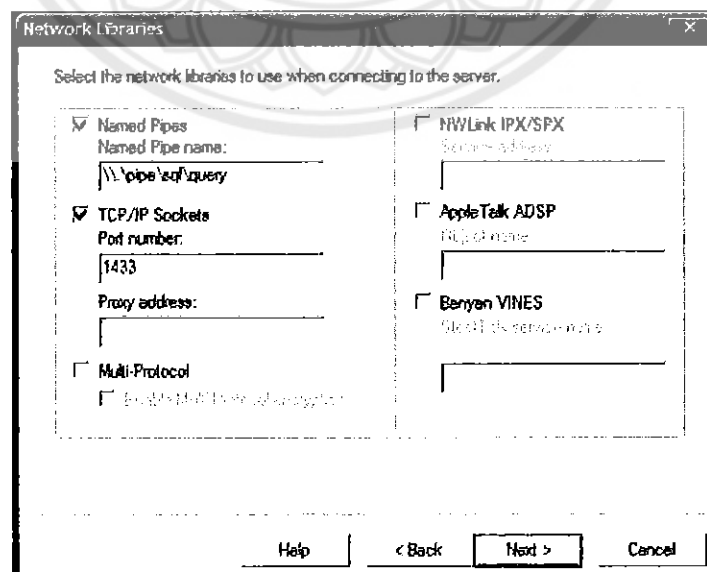 Network Libraries
Select the network libraries to use when connecting to the server.
Named Pipes
Named Pipe name:
\\.\pipe\sql\query
TCP/IP Sockets
Port number:
1433
Proxy address:
Multi-Protocol
NWLink IPX/SPX
Service address
AppleTalk ADSP
Banyan VINES
Help
< Back
Next >
Cancel